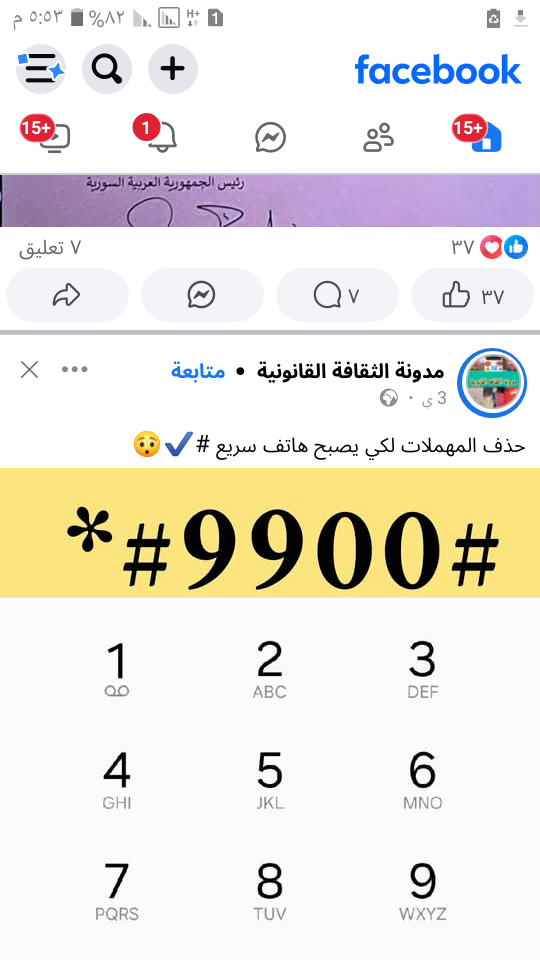 ٥:٥٣ م ٨٢% H+ 1
facebook
15+ 1 15+
رئيس الجمهورية العربية السورية
٣٧ ٧ تعليق
٣٧ ٧
مدونة الثقافة القانونية • متابعة
3 ي ·
حذف المهملات لكي يصبح هاتف سريع #✔️😯
*#9900#
1 2 3
ABC DEF
4 5 6
GHI JKL MNO
7 8 9
PQRS TUV WXYZ